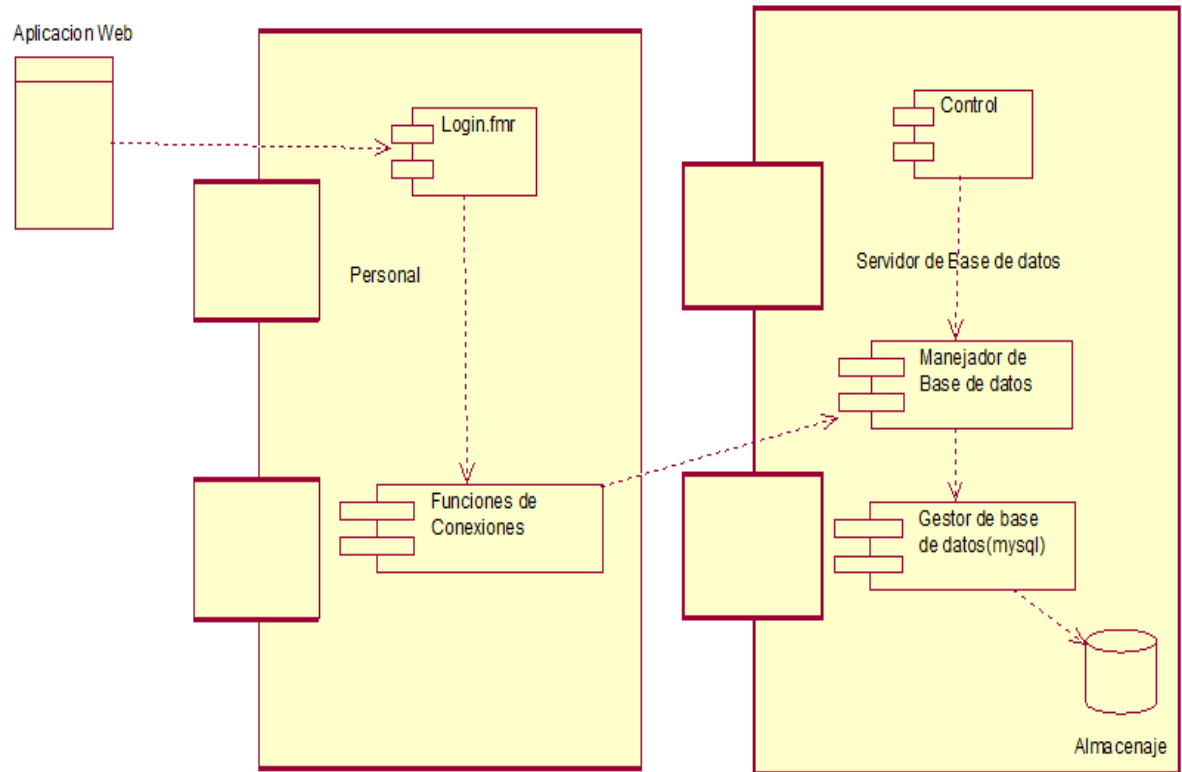 Aplicacion Web
Login.fmr
Personal
Funciones de
Conexiones
Control
Servidor de Base de datos
Manejador de
Base de datos
Gestor de base
de datos(mysql)
Almacenaje